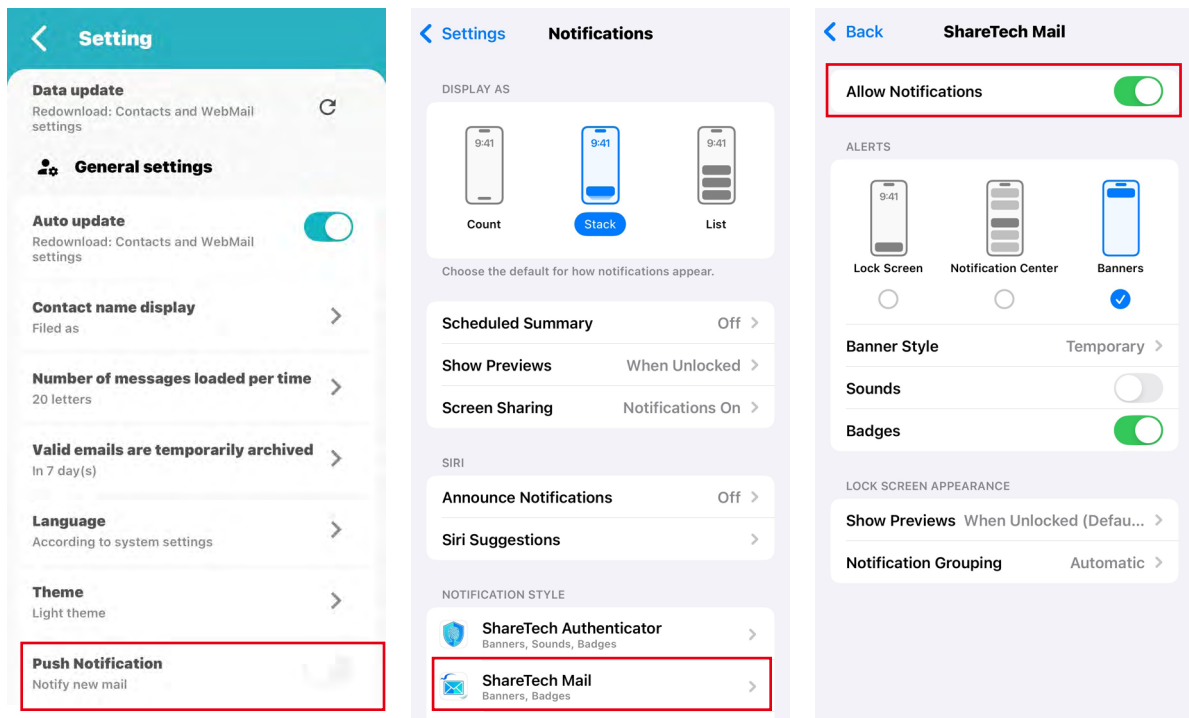 Setting
Data update
Redownload: Contacts and WebMail
settings
General settings
Auto update
Redownload: Contacts and WebMail
settings
Contact name display
Filed as
Number of messages loaded per time
20 letters
Valid emails are temporarily archived
In 7 day(s)
Language
According to system settings
Theme
Light theme
Push Notification
Notify new mail
Settings Notifications
DISPLAY AS
9:41 9:41 9:41
Count Stack List
Choose the default for how notifications appear.
Scheduled Summary Off
Show Previews When Unlocked
Screen Sharing Notifications On
SIRI
Announce Notifications Off
Siri Suggestions
NOTIFICATION STYLE
ShareTech Authenticator
Banners, Sounds, Badges
ShareTech Mail
Banners, Badges
Back ShareTech Mail
Allow Notifications
ALERTS
9:41
Lock Screen Notification Center Banners
Banner Style Temporary
Sounds
Badges
LOCK SCREEN APPEARANCE
Show Previews When Unlocked (Defau...
Notification Grouping Automatic